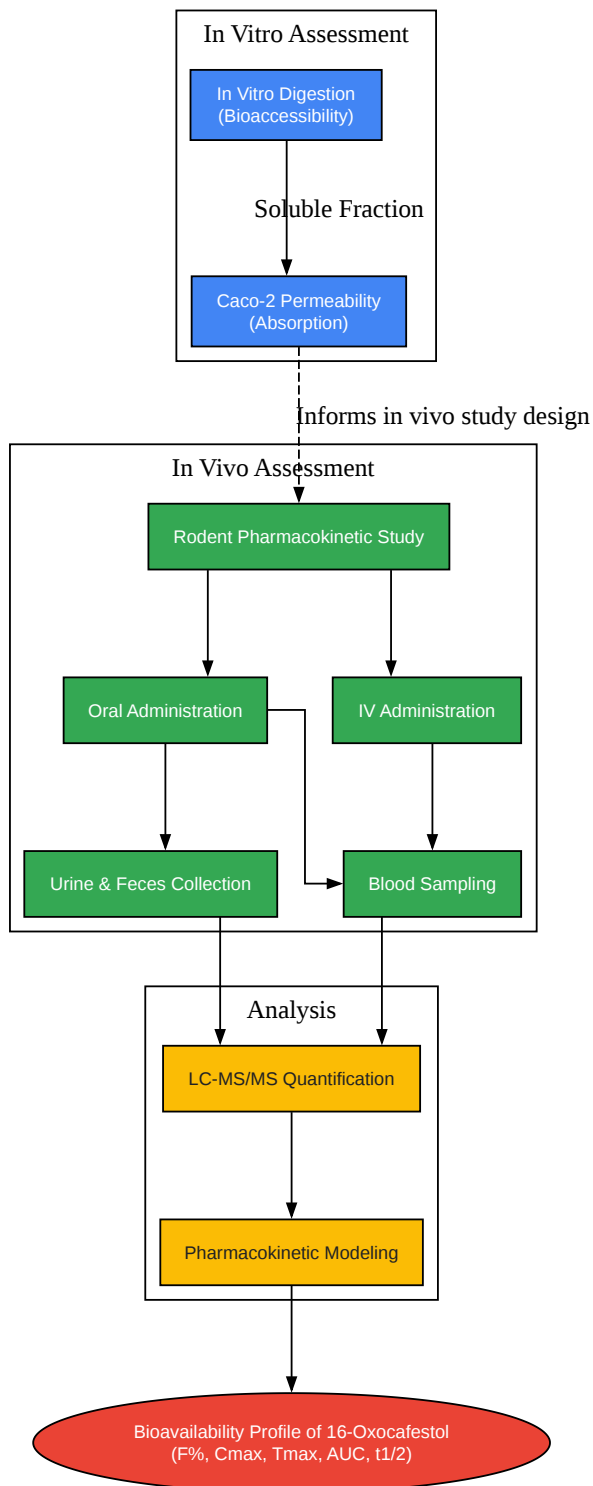 In Vitro Assessment
In Vitro Digestion
(Bioaccessibility)
Soluble Fraction
Caco-2 Permeability
(Absorption)
Informs in vivo study design
In Vivo Assessment
Rodent Pharmacokinetic Study
Oral Administration
IV Administration
Urine & Feces Collection
Blood Sampling
Analysis
LC-MS/MS Quantification
Pharmacokinetic Modeling
Bioavailability Profile of 16-Oxocafestol
(F%, Cmax, Tmax, AUC, t1/2)